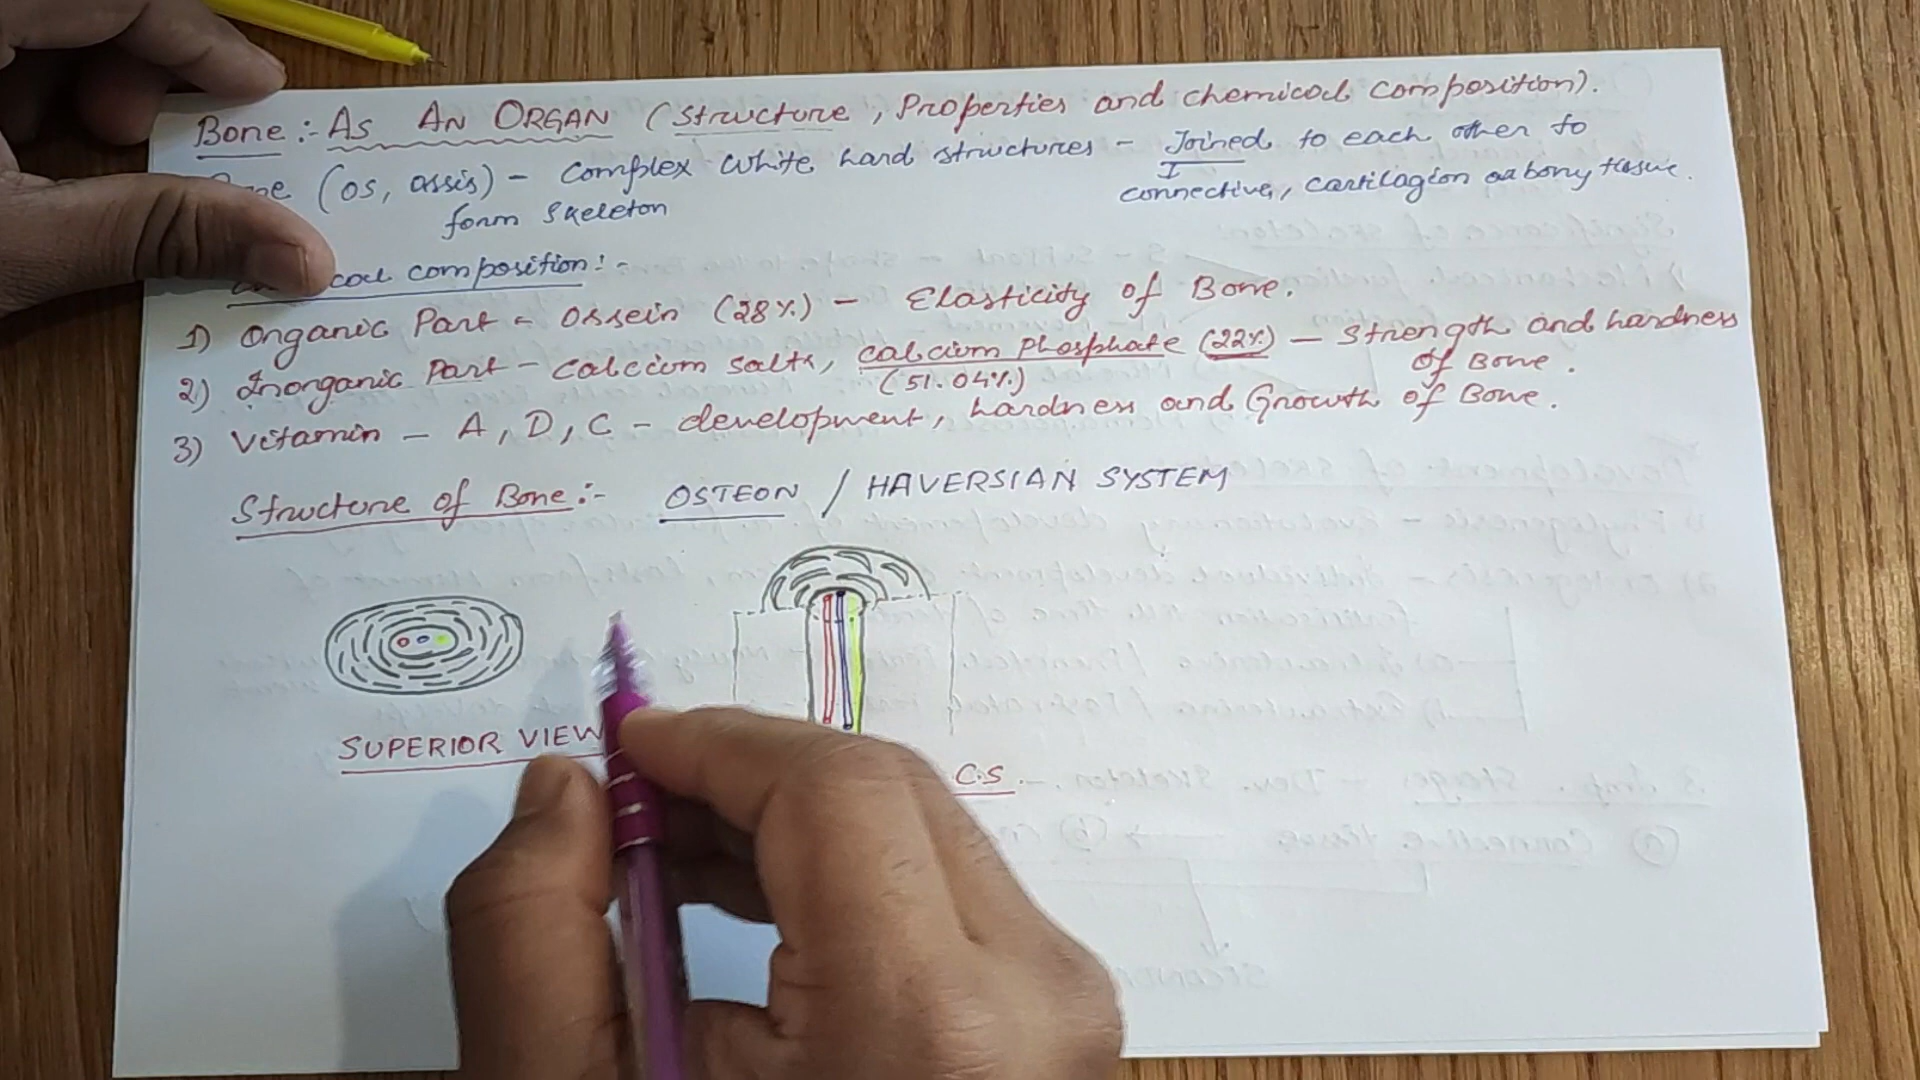 Bone :- AS AN ORGAN (Structure, Properties and chemical composition).
(os, ossis) - Complex white hard structures - Joined to each other to
form skeleton connective, cartilagion or bony tissue.
composition :-
1) Organic Part - Ossein (28%) - Elasticity of Bone.
2) Inorganic Part - Calcium salts, calcium Phosphate (22%) - Strength and hardness
(51.04%) of Bone.
3) Vitamin - A, D, C - development, hardness and Growth of Bone.
Structure of Bone :- OSTEON / HAVERSIAN SYSTEM
SUPERIOR VIEW
C.S.